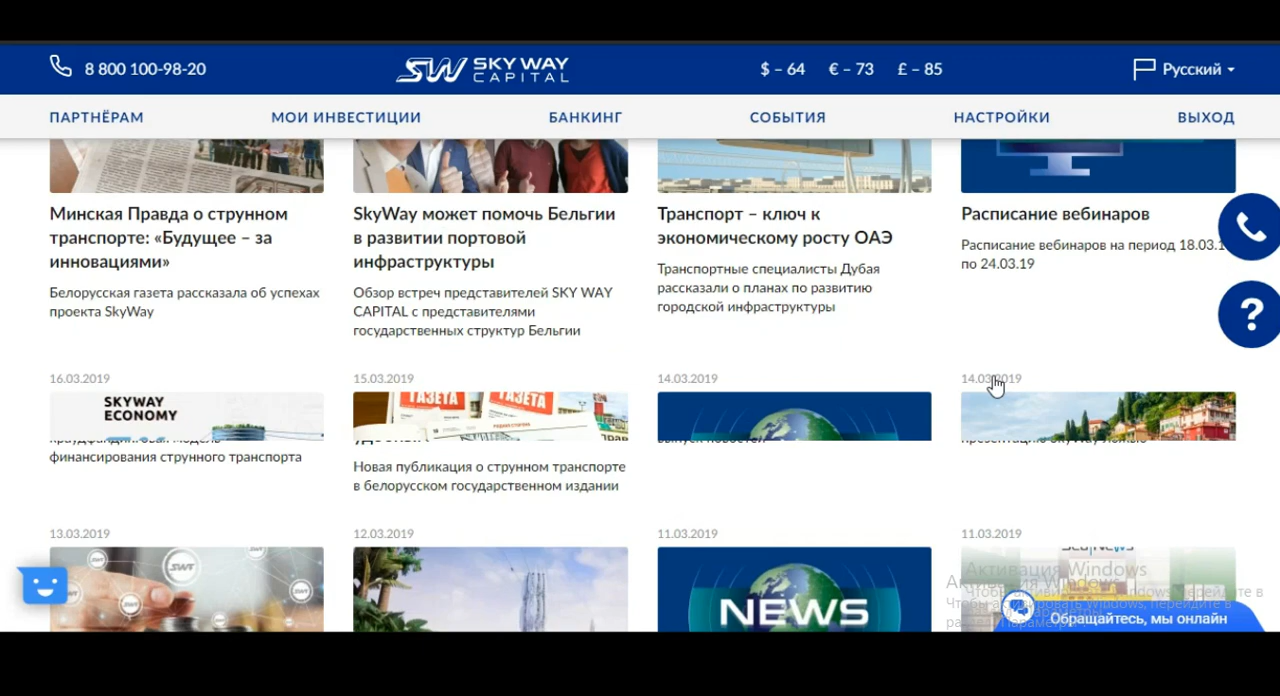 8 800 100-98-20
SW SKY WAY
CAPITAL
$ – 64 € – 73 £ – 85
Русский
ПАРТНЁРАМ МОИ ИНВЕСТИЦИИ БАНКИНГ СОБЫТИЯ НАСТРОЙКИ ВЫХОД
Минская Правда о струнном
транспорте: «Будущее – за
инновациями»
Белорусская газета рассказала об успехах
проекта SkyWay
SkyWay может помочь Бельгии
в развитии портовой
инфраструктуры
Обзор встреч представителей SKY WAY
CAPITAL с представителями
государственных структур Бельгии
Транспорт – ключ к
экономическому росту ОАЭ
Транспортные специалисты Дубая
рассказали о планах по развитию
городской инфраструктуры
Расписание вебинаров
Расписание вебинаров на период 18.03.1
по 24.03.19
?
16.03.2019
15.03.2019
14.03.2019
14.03.2019
SKYWAY
ECONOMY
ГАЗЕТА ГАЗЕТА
финансирования струнного транспорта
Новая публикация о струнном транспорте
в белорусском государственном издании
13.03.2019
12.03.2019
11.03.2019
11.03.2019
SWT
NEWS
Активация Windows
Обращайтесь, мы онлайн